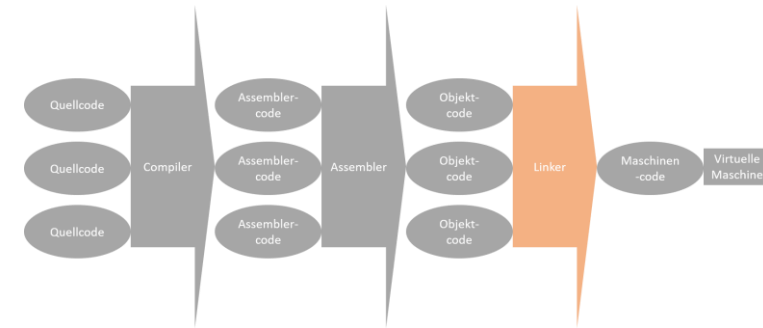 Quellcode
Quellcode
Quellcode
Compiler
Assembler-
code
Assembler-
code
Assembler-
code
Assembler
Objekt-
code
Objekt-
code
Objekt-
code
Linker
Maschinen
-code
Virtuelle
Maschine